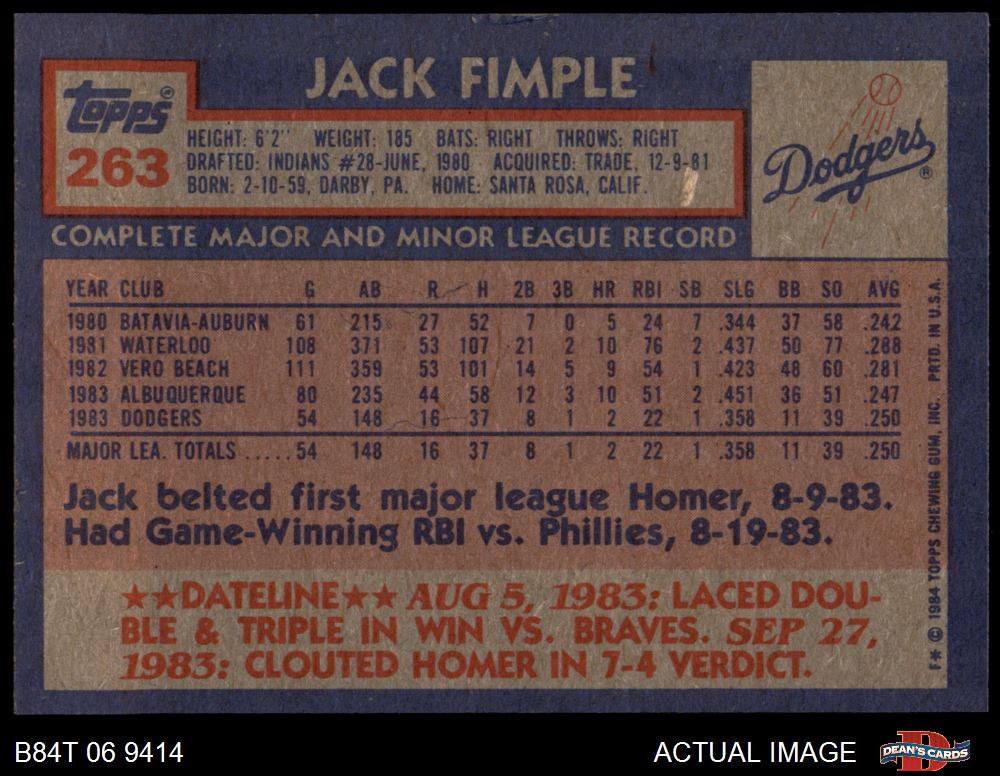 JACK FIMPLE
Topps®
263
HEIGHT: 6'2" WEIGHT: 185 BATS: RIGHT THROWS: RIGHT
DRAFTED: INDIANS #28-JUNE, 1980 ACQUIRED: TRADE, 12-9-81
BORN: 2-10-59, DARBY, PA. HOME: SANTA ROSA, CALIF.
Dodgers®
COMPLETE MAJOR AND MINOR LEAGUE RECORD
YEAR CLUB G AB R H 2B 3B HR RBI SB SLG BB SO AVG
1980 BATAVIA-AUBURN 61 215 27 52 7 0 5 24 7 .344 37 58 .242
1981 WATERLOO 108 371 53 107 21 2 10 76 2 .437 50 77 .288
1982 VERO BEACH 111 359 53 101 14 5 9 54 1 .423 48 60 .281
1983 ALBUQUERQUE 80 235 44 58 12 3 10 51 2 .451 36 51 .247
1983 DODGERS 54 148 16 37 8 1 2 22 1 .358 11 39 .250
MAJOR LEA. TOTALS .....54 148 16 37 8 1 2 22 1 .358 11 39 .250
Jack belted first major league Homer, 8-9-83.
Had Game-Winning RBI vs. Phillies, 8-19-83.
★★DATELINE★★ AUG 5, 1983: LACED DOU-
BLE & TRIPLE IN WIN VS. BRAVES. SEP 27,
1983: CLOUTED HOMER IN 7-4 VERDICT.
F* © 1984 TOPPS CHEWING GUM, INC. PRTD. IN U.S.A.
B84T 06 9414
ACTUAL IMAGE
D
DEAN'S CARDS